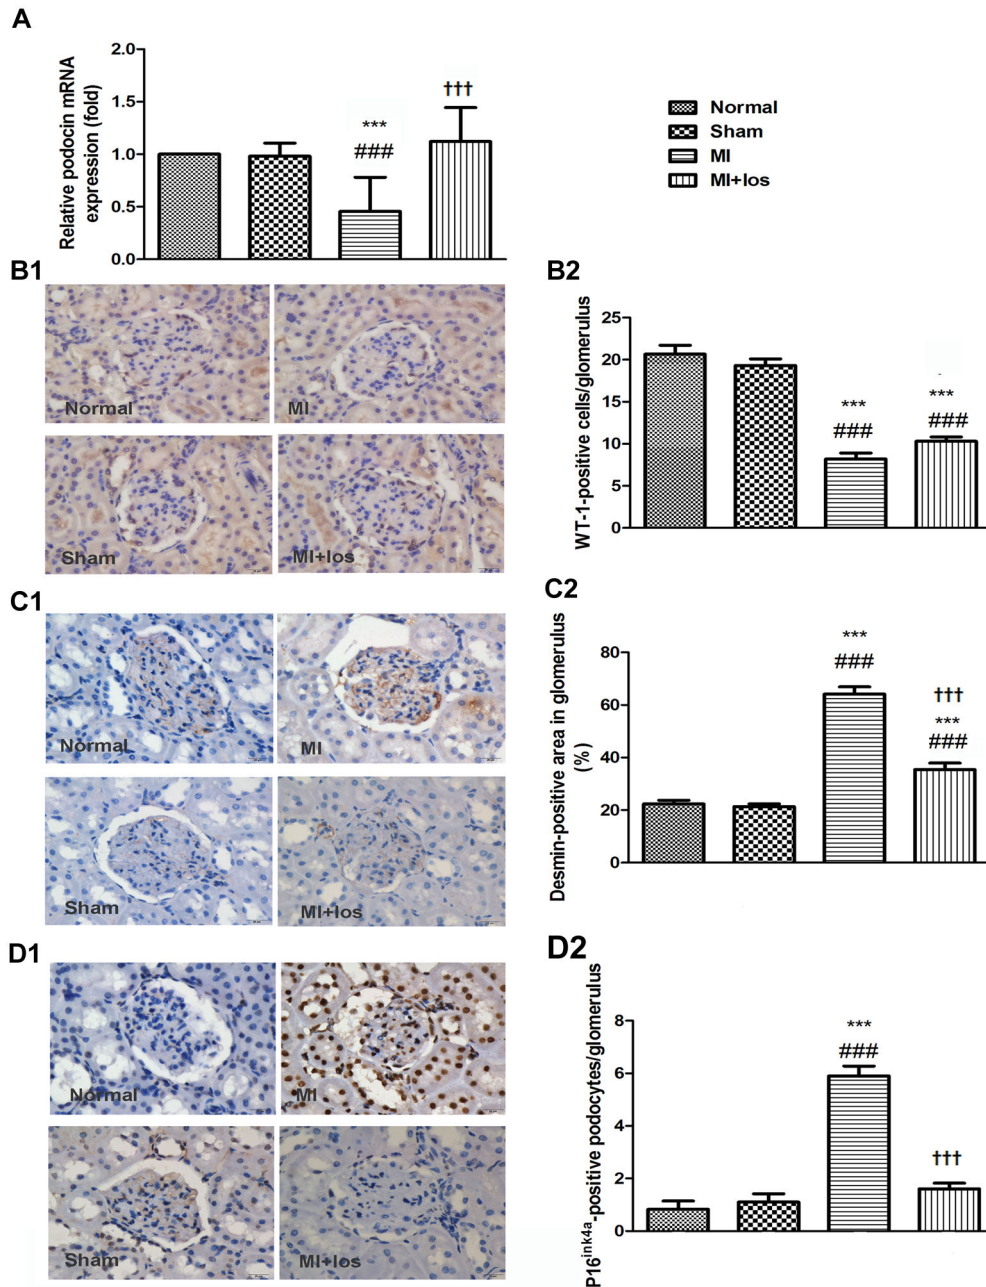 A
Relative podocin mRNA
expression (fold)
2.0
1.5
1.0
0.5
0.0
***
###
†††
Normal
Sham
MI
MI+los
B1
Normal
MI
Sham
MI+los
B2
WT-1-positive cells/glomerulus
25
20
15
10
5
0
***
###
***
###
C1
Normal
MI
Sham
MI+los
C2
Desmin-positive area in glomerulus
(%)
80
60
40
20
0
***
###
†††
***
###
D1
Normal
MI
Sham
MI+los
D2
P16ink4a-positive podocytes/glomerulus
8
6
4
2
0
***
###
†††